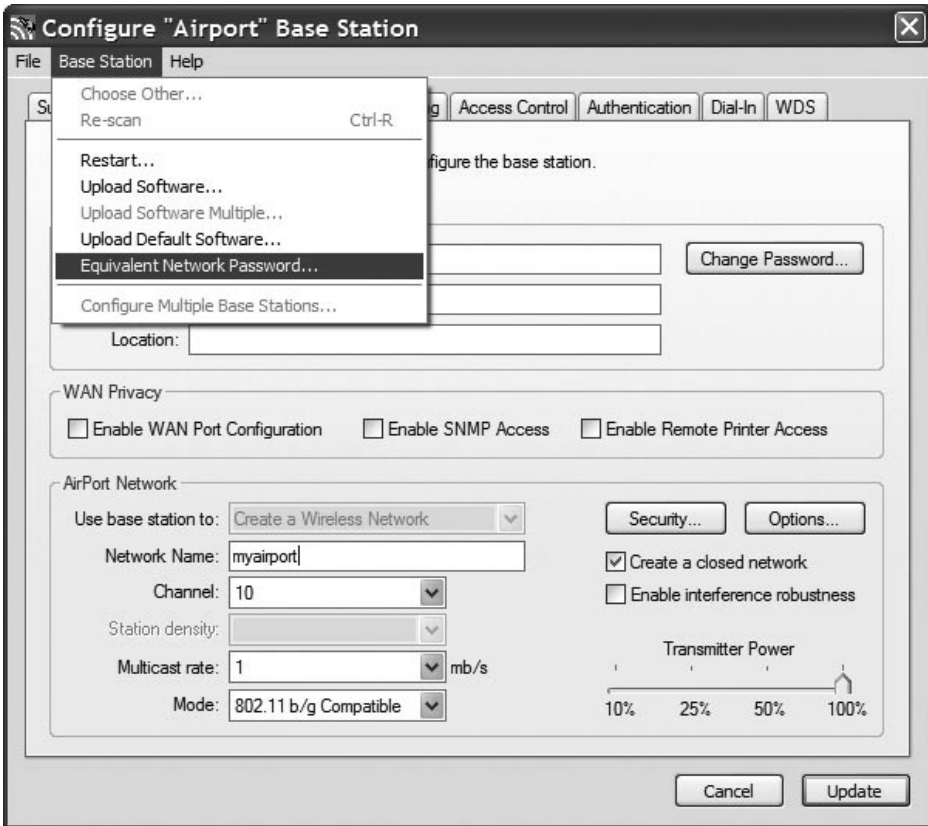 Configure "Airport" Base Station
File Base Station Help
Choose Other...
Re-scan Ctrl-R
Restart...
Upload Software...
Upload Software Multiple...
Upload Default Software...
Equivalent Network Password...
Configure Multiple Base Stations...
Access Control Authentication Dial-In WDS
figure the base station.
Change Password...
Location:
WAN Privacy
Enable WAN Port Configuration Enable SNMP Access Enable Remote Printer Access
AirPort Network
Use base station to: Create a Wireless Network Security... Options...
Network Name: myairport Create a closed network
Channel: 10 Enable interference robustness
Station density:
Transmitter Power
Multicast rate: 1 mb/s
Mode: 802.11 b/g Compatible 10% 25% 50% 100%
Cancel Update